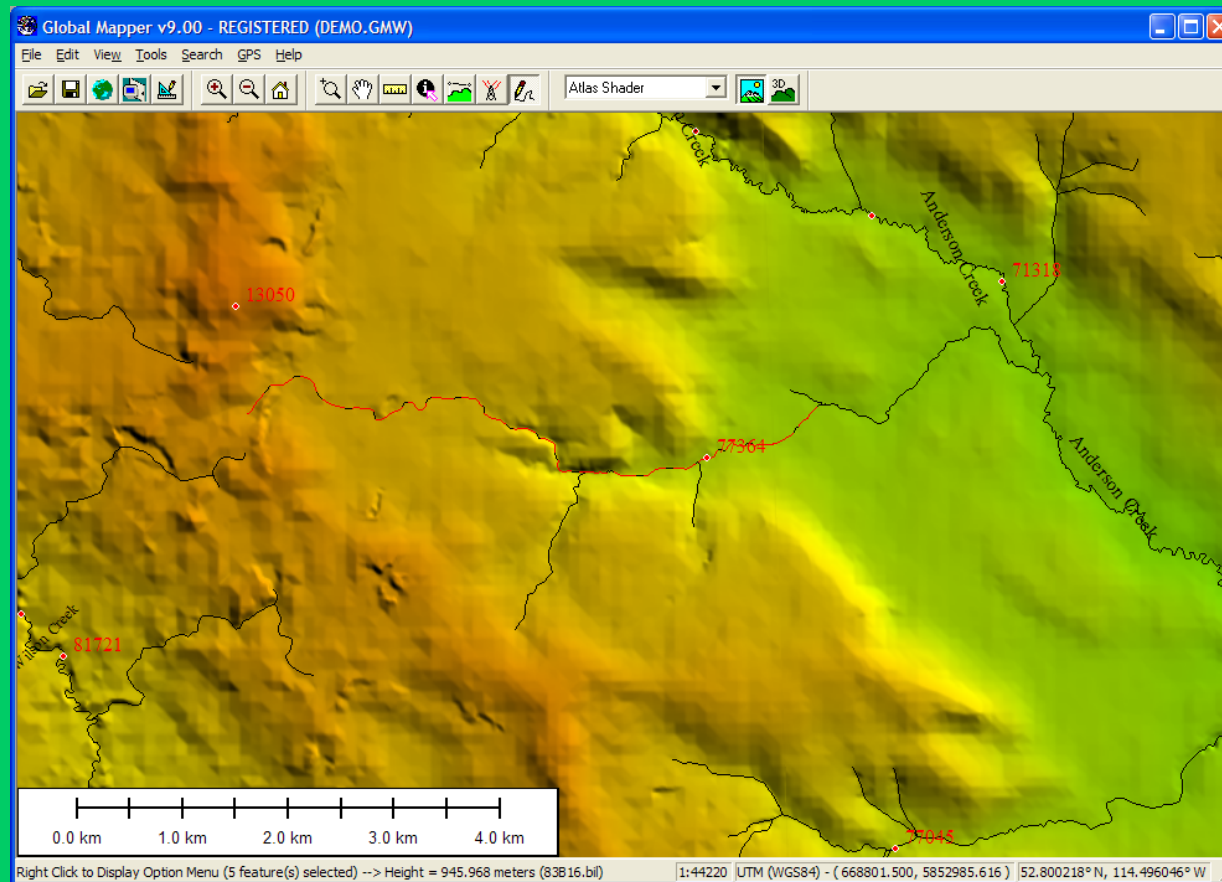 Global Mapper v9.00 - REGISTERED (DEMO.GMW)
File Edit View Tools Search GPS Help
Atlas Shader
3D
Creek
Anderson Creek
71318
13050
77364
Anderson Creek
Wilson Creek
81721
77045
0.0 km 1.0 km 2.0 km 3.0 km 4.0 km
Right Click to Display Option Menu (5 feature(s) selected) --> Height = 945.968 meters (83B16.bil) 1:44220 UTM (WGS84) - ( 668801.500, 5852985.616 ) 52.800218° N, 114.496046° W